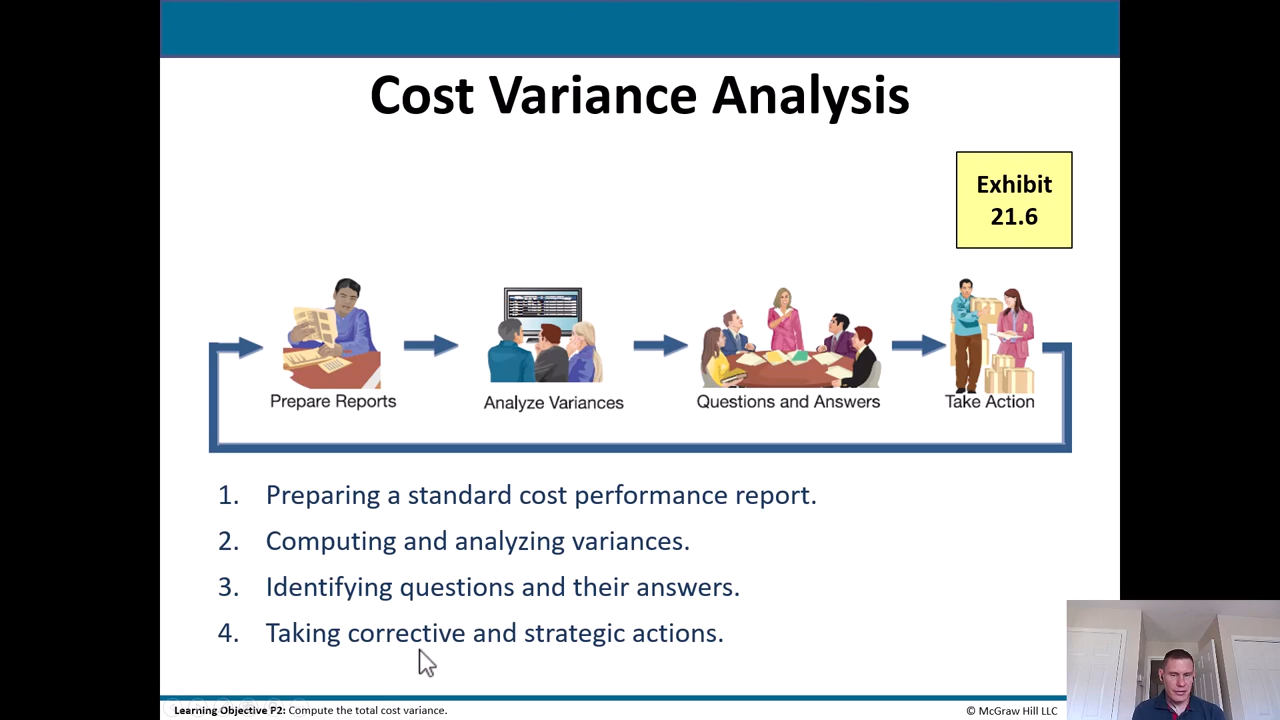 Cost Variance Analysis
Exhibit
21.6
Prepare Reports
Analyze Variances
Questions and Answers
Take Action
1. Preparing a standard cost performance report.
2. Computing and analyzing variances.
3. Identifying questions and their answers.
4. Taking corrective and strategic actions.
Learning Objective P2: Compute the total cost variance.
© McGraw Hill LLC